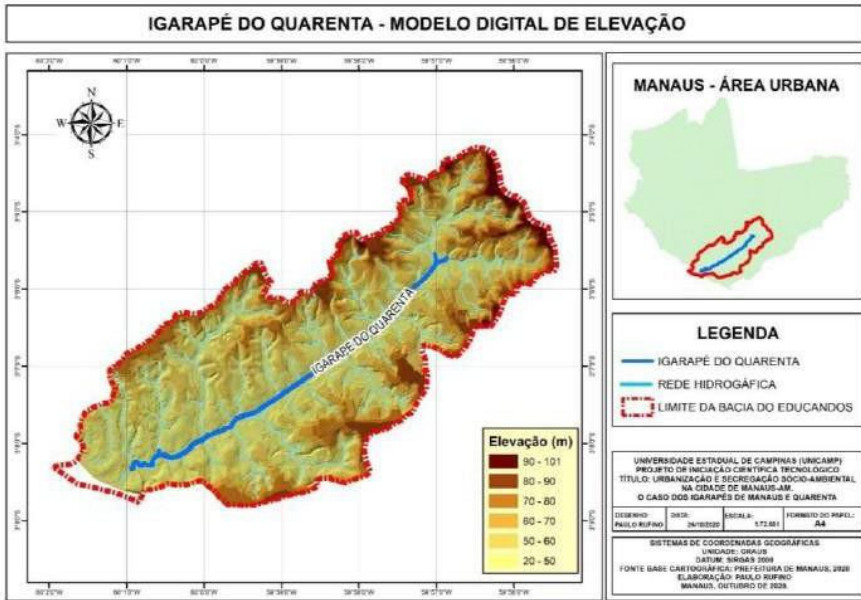 IGARAPÉ DO QUARENTA - MODELO DIGITAL DE ELEVAÇÃO
N
W E
S
IGARAPE DO QUARENTA
Elevação (m)
90 - 101
80 - 90
70 - 80
60 - 70
50 - 60
20 - 50
MANAUS - ÁREA URBANA
LEGENDA
IGARAPÉ DO QUARENTA
REDE HIDROGÁFICA
LIMITE DA BACIA DO EDUCANDOS
UNIVERSIDADE ESTADUAL DE CAMPINAS (UNICAMP)
PROJETO DE INICIAÇÃO CIENTÍFICA TECNOLÓGICO
TÍTULO: URBANIZAÇÃO E SEGREGAÇÃO SÓCIO-AMBIENTAL
NA CIDADE DE MANAUS-AM.
O CASO DOS IGARAPÉS DE MANAUS E QUARENTA
DESENHO: DATA: ESCALA: FORMATO DO PAPEL:
PAULO RUFINO A4
SISTEMAS DE COORDENADAS GEOGRÁFICAS
UNIDADE: GRAUS
DATUM: SIRGAS 2000
FONTE BASE CARTOGRÁFICA: PREFEITURA DE MANAUS, 2020
ELABORAÇÃO: PAULO RUFINO
MANAUS, OUTUBRO DE 2020.